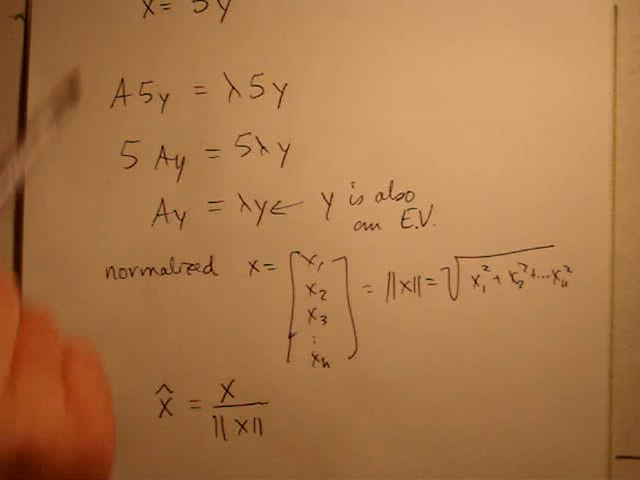 x = 5y
A5y = λ5y
5 Ay = 5λy
Ay = λy ← y is also
an E.V.
normalized x = [x₁ x₂ x₃ ⋮ xₙ] = ||x|| = √(x₁² + x₂² + ... xₙ²)
x̂ = x / ||x||